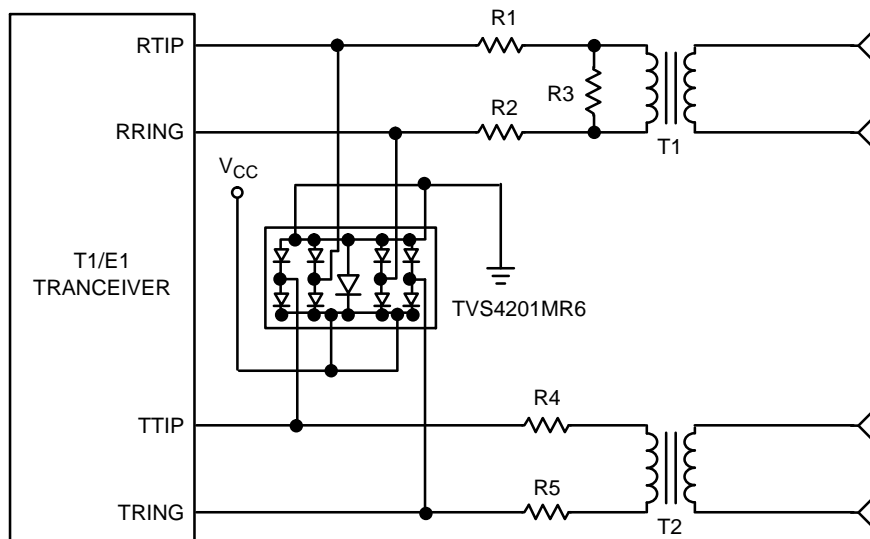 R1
RTIP
R3
R2
RRING
T1
VCC
T1/E1
TRANCEIVER
TVS4201MR6
R4
TTIP
R5
TRING
T2